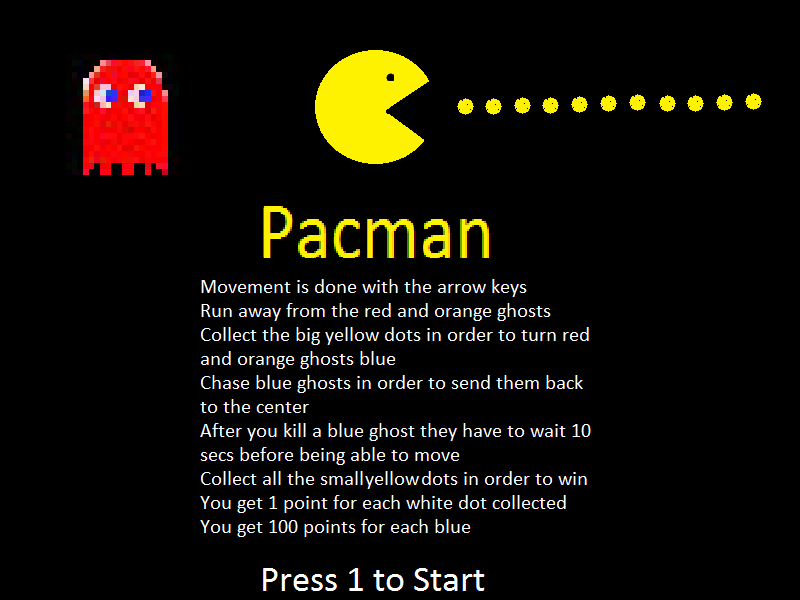 Pacman
Movement is done with the arrow keys
Run away from the red and orange ghosts
Collect the big yellow dots in order to turn red
and orange ghosts blue
Chase blue ghosts in order to send them back
to the center
After you kill a blue ghost they have to wait 10
secs before being able to move
Collect all the smallyellowdots in order to win
You get 1 point for each white dot collected
You get 100 points for each blue
Press 1 to Start